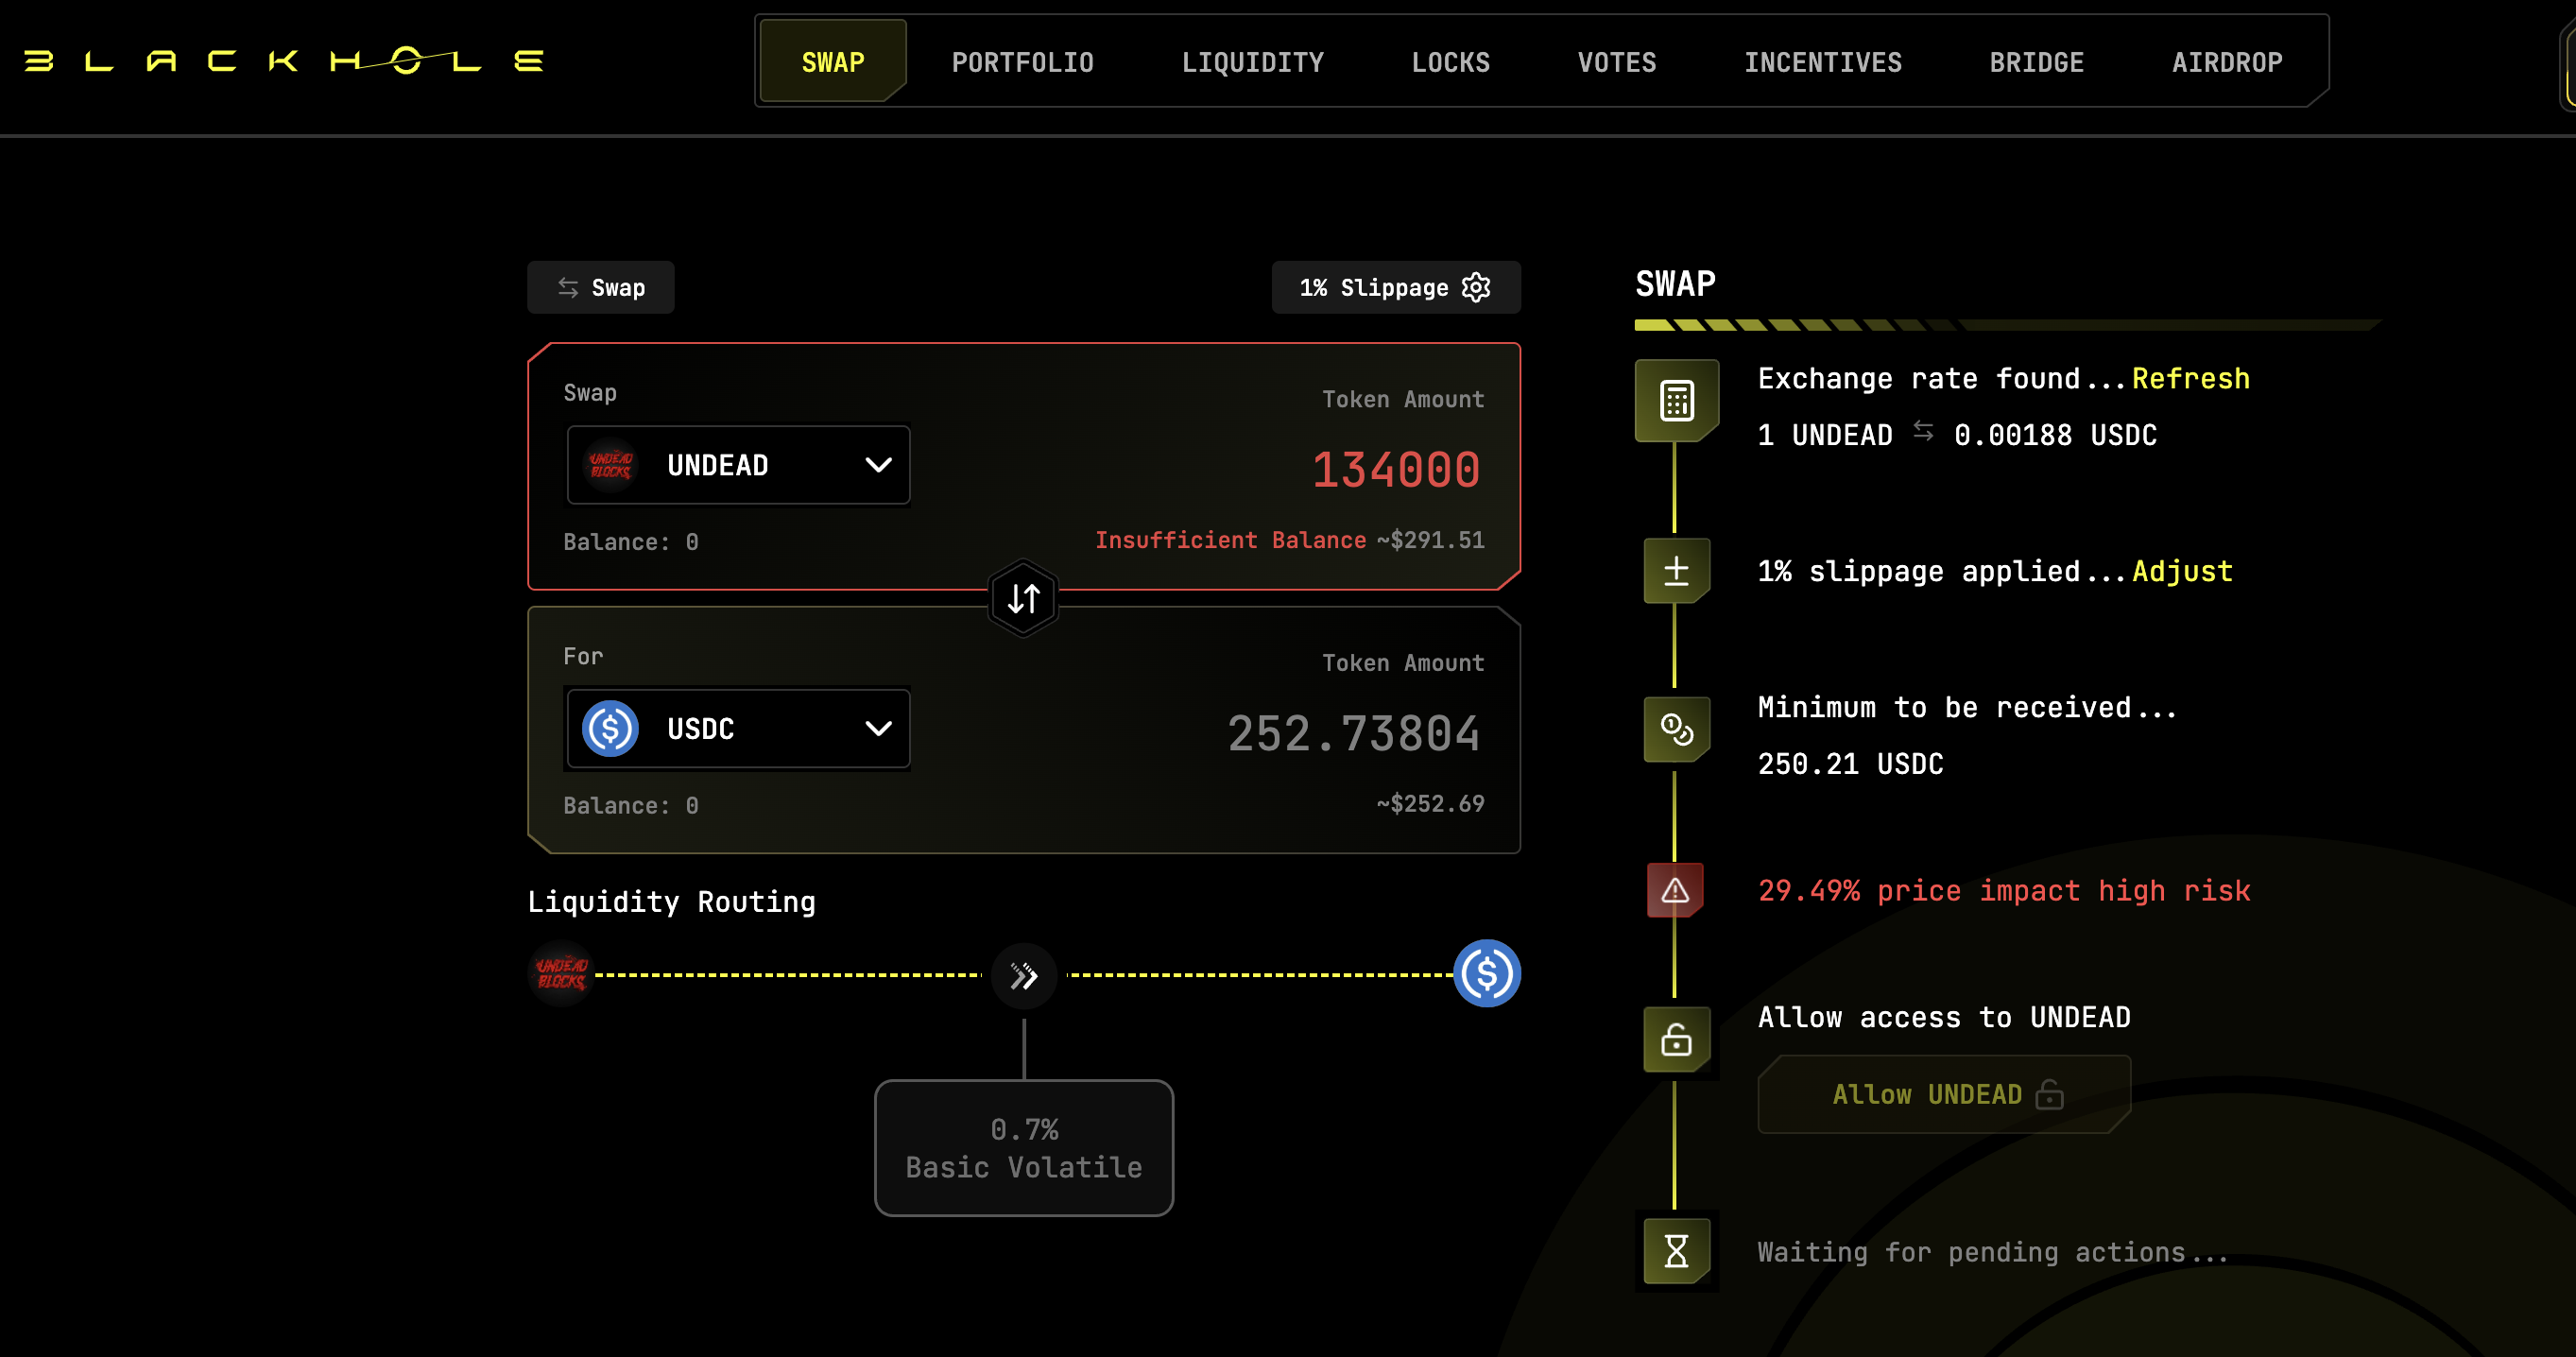 BLACKHOLE
SWAP PORTFOLIO LIQUIDITY LOCKS VOTES INCENTIVES BRIDGE AIRDROP
Swap
1% Slippage
Swap
Token Amount
UNDEAD BLOCKS
UNDEAD
134000
Balance: 0
Insufficient Balance ~$291.51
For
Token Amount
USDC
252.73804
Balance: 0
~$252.69
Liquidity Routing
UNDEAD BLOCKS
0.7%
Basic Volatile
SWAP
Exchange rate found...Refresh
1 UNDEAD ⇆ 0.00188 USDC
1% slippage applied...Adjust
Minimum to be received...
250.21 USDC
29.49% price impact high risk
Allow access to UNDEAD
Allow UNDEAD
Waiting for pending actions...